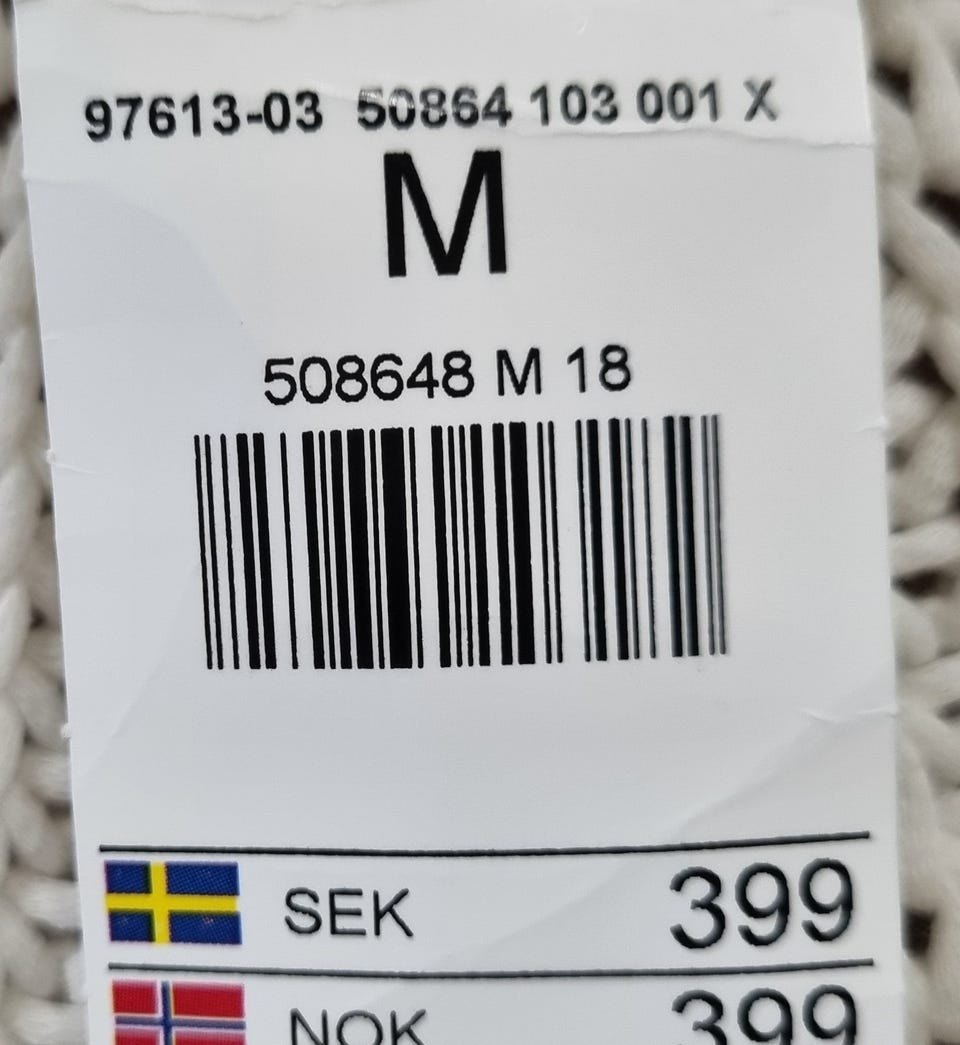 97613-03 50864 103 001 X
M
508648 M 18
SEK 399
NOK 399